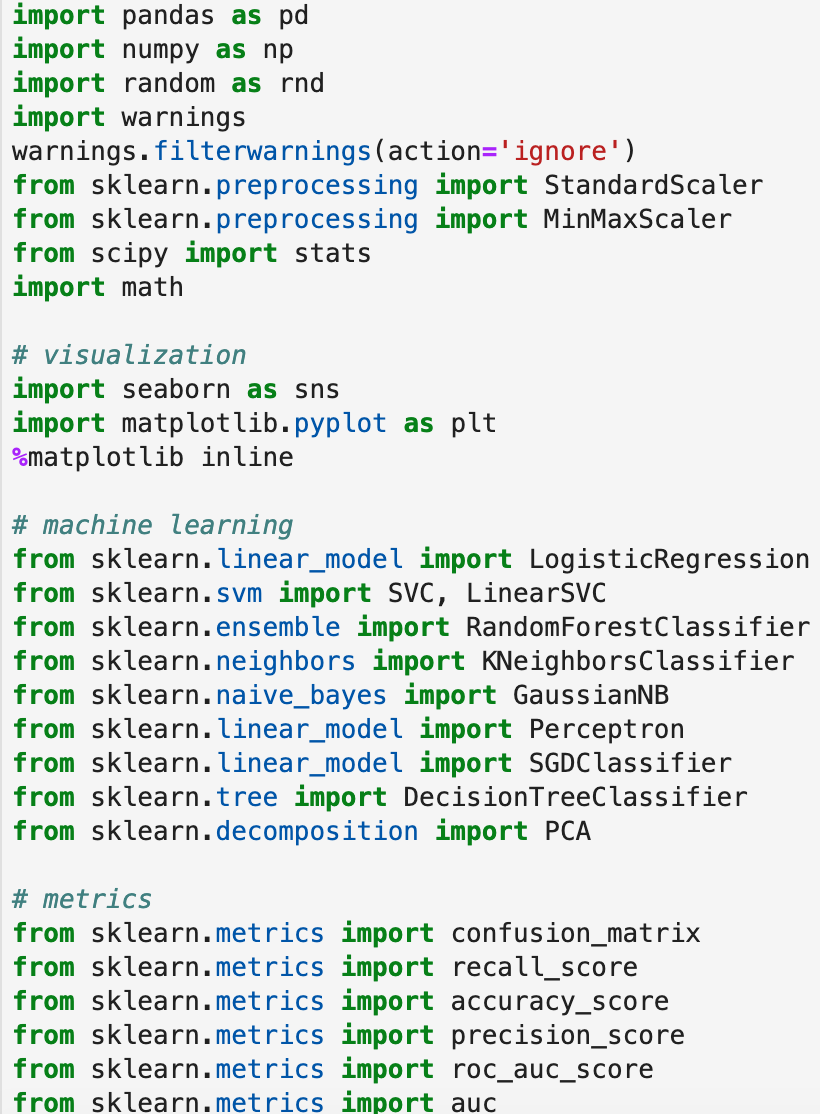 import pandas as pd
import numpy as np
import random as rnd
import warnings
warnings.filterwarnings(action='ignore')
from sklearn.preprocessing import StandardScaler
from sklearn.preprocessing import MinMaxScaler
from scipy import stats
import math
# visualization
import seaborn as sns
import matplotlib.pyplot as plt
%matplotlib inline
# machine learning
from sklearn.linear_model import LogisticRegression
from sklearn.svm import SVC, LinearSVC
from sklearn.ensemble import RandomForestClassifier
from sklearn.neighbors import KNeighborsClassifier
from sklearn.naive_bayes import GaussianNB
from sklearn.linear_model import Perceptron
from sklearn.linear_model import SGDClassifier
from sklearn.tree import DecisionTreeClassifier
from sklearn.decomposition import PCA
# metrics
from sklearn.metrics import confusion_matrix
from sklearn.metrics import recall_score
from sklearn.metrics import accuracy_score
from sklearn.metrics import precision_score
from sklearn.metrics import roc_auc_score
from sklearn.metrics import auc